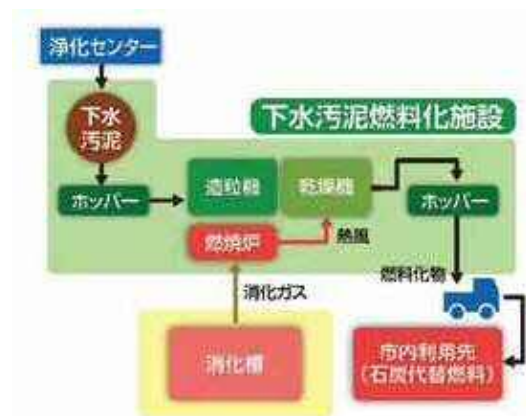 浄化センター
下水
汚泥
下水汚泥燃料化施設
ホッパー
造粒機
乾燥機
ホッパー
燃焼炉
熱風
燃料化物
消化ガス
消化槽
市内利用先
(石炭代替燃料)